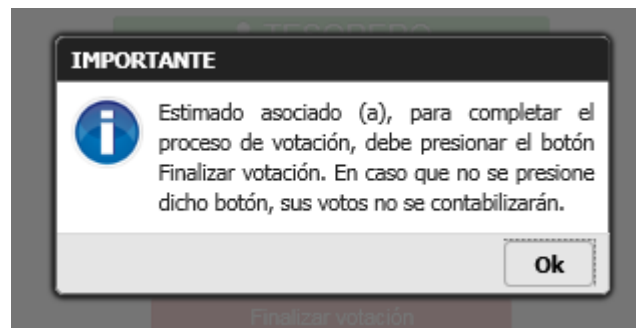 TESORERO
IMPORTANTE
Estimado asociado (a), para completar el
proceso de votación, debe presionar el botón
Finalizar votación. En caso que no se presione
dicho botón, sus votos no se contabilizarán.
Ok
Finalizar votación